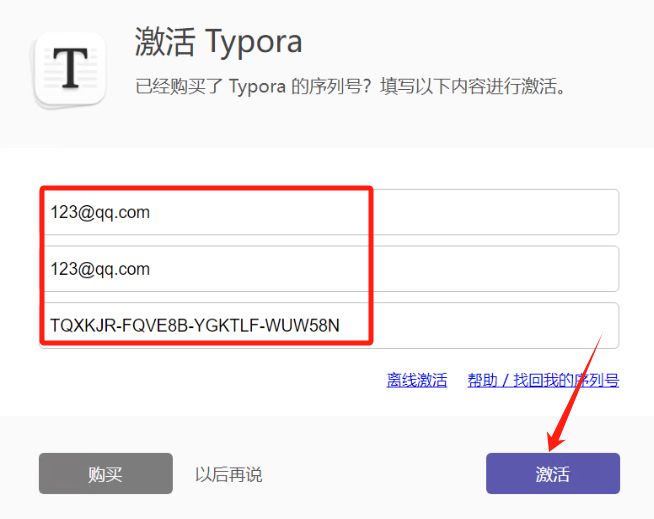 T
激活 Typora
已经购买了 Typora 的序列号？填写以下内容进行激活。
123@qq.com
123@qq.com
TQXKJR-FQVE8B-YGKTLF-WUW58N
离线激活 帮助 / 找回我的序列号
购买 以后再说 激活